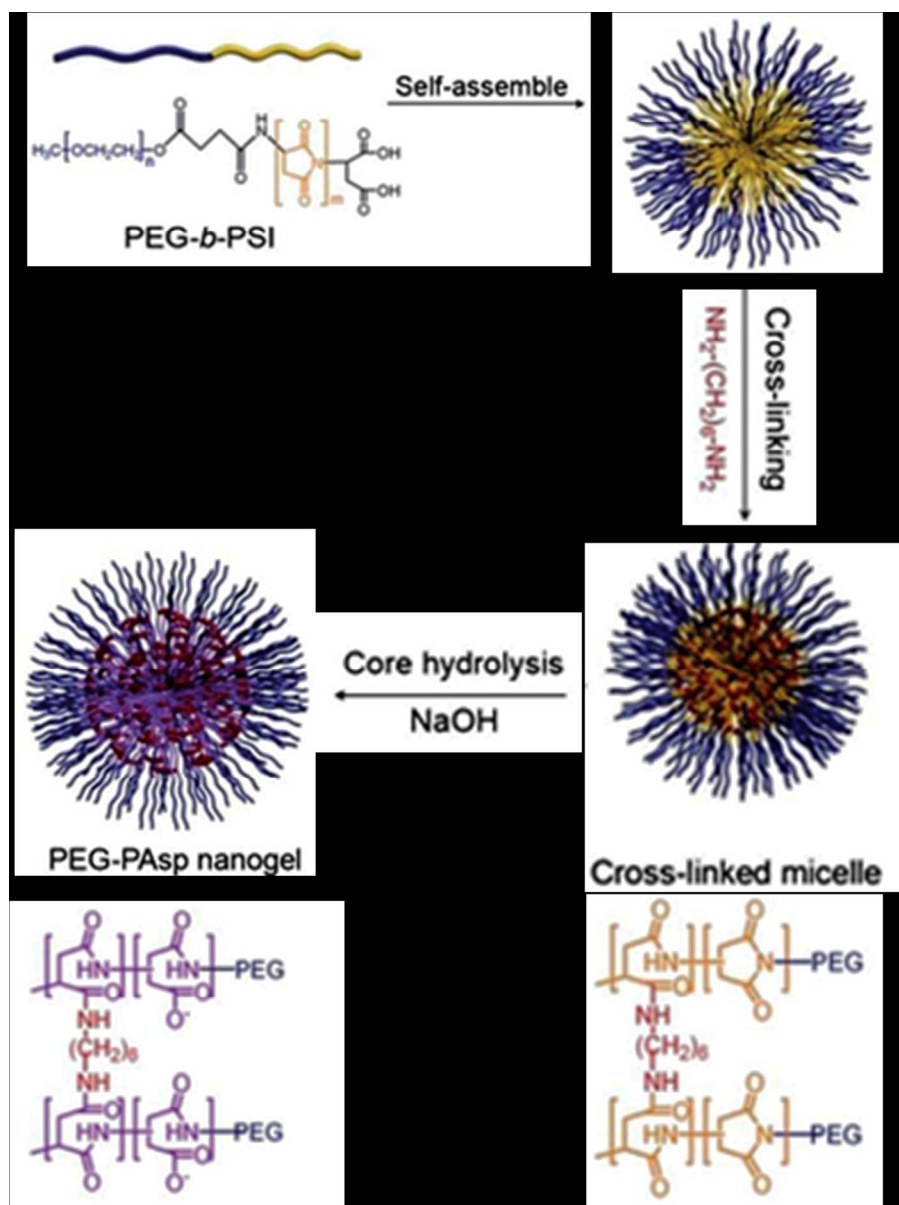 Self-assemble
H₃C-[OCH₂CH₂]ₙ-O
O
O
H
N
O
N
O
m
O
OH
OH
O
PEG-b-PSI
Cross-linking
NH₂-(CH₂)₆-NH₂
Core hydrolysis
NaOH
PEG-PAsp nanogel
Cross-linked micelle
O O
HN HN PEG
O O
NH O⁻
(CH₂)₆
NH
O O
HN HN PEG
O O O⁻
O O
HN N PEG
O O
NH
(CH₂)₆
NH
O O
HN N PEG
O O